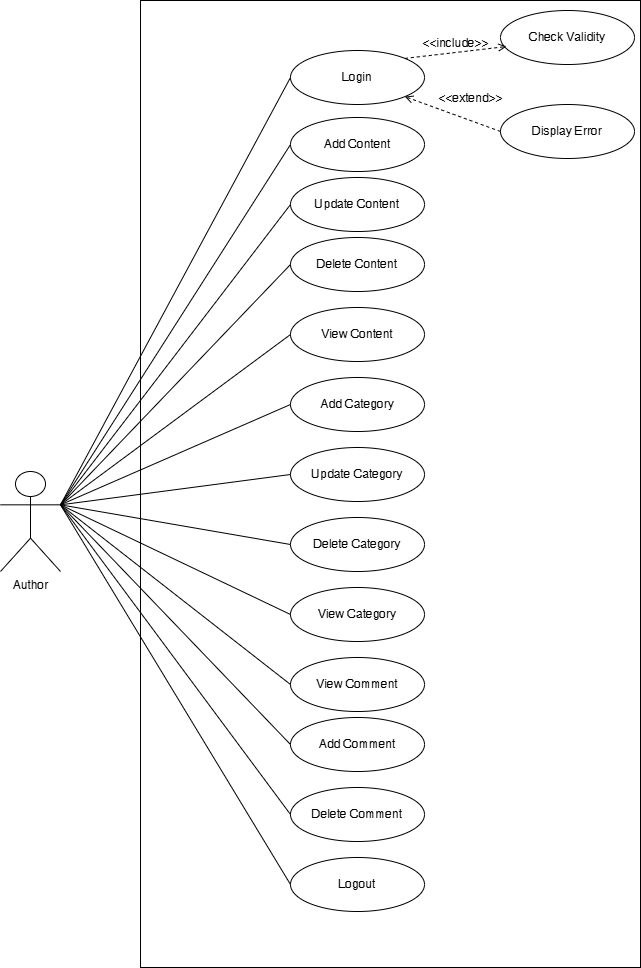 Check Validity
<<include>>
Login
<<extend>>
Display Error
Add Content
Update Content
Delete Content
View Content
Add Category
Update Category
Delete Category
Author
View Category
View Comment
Add Comment
Delete Comment
Logout